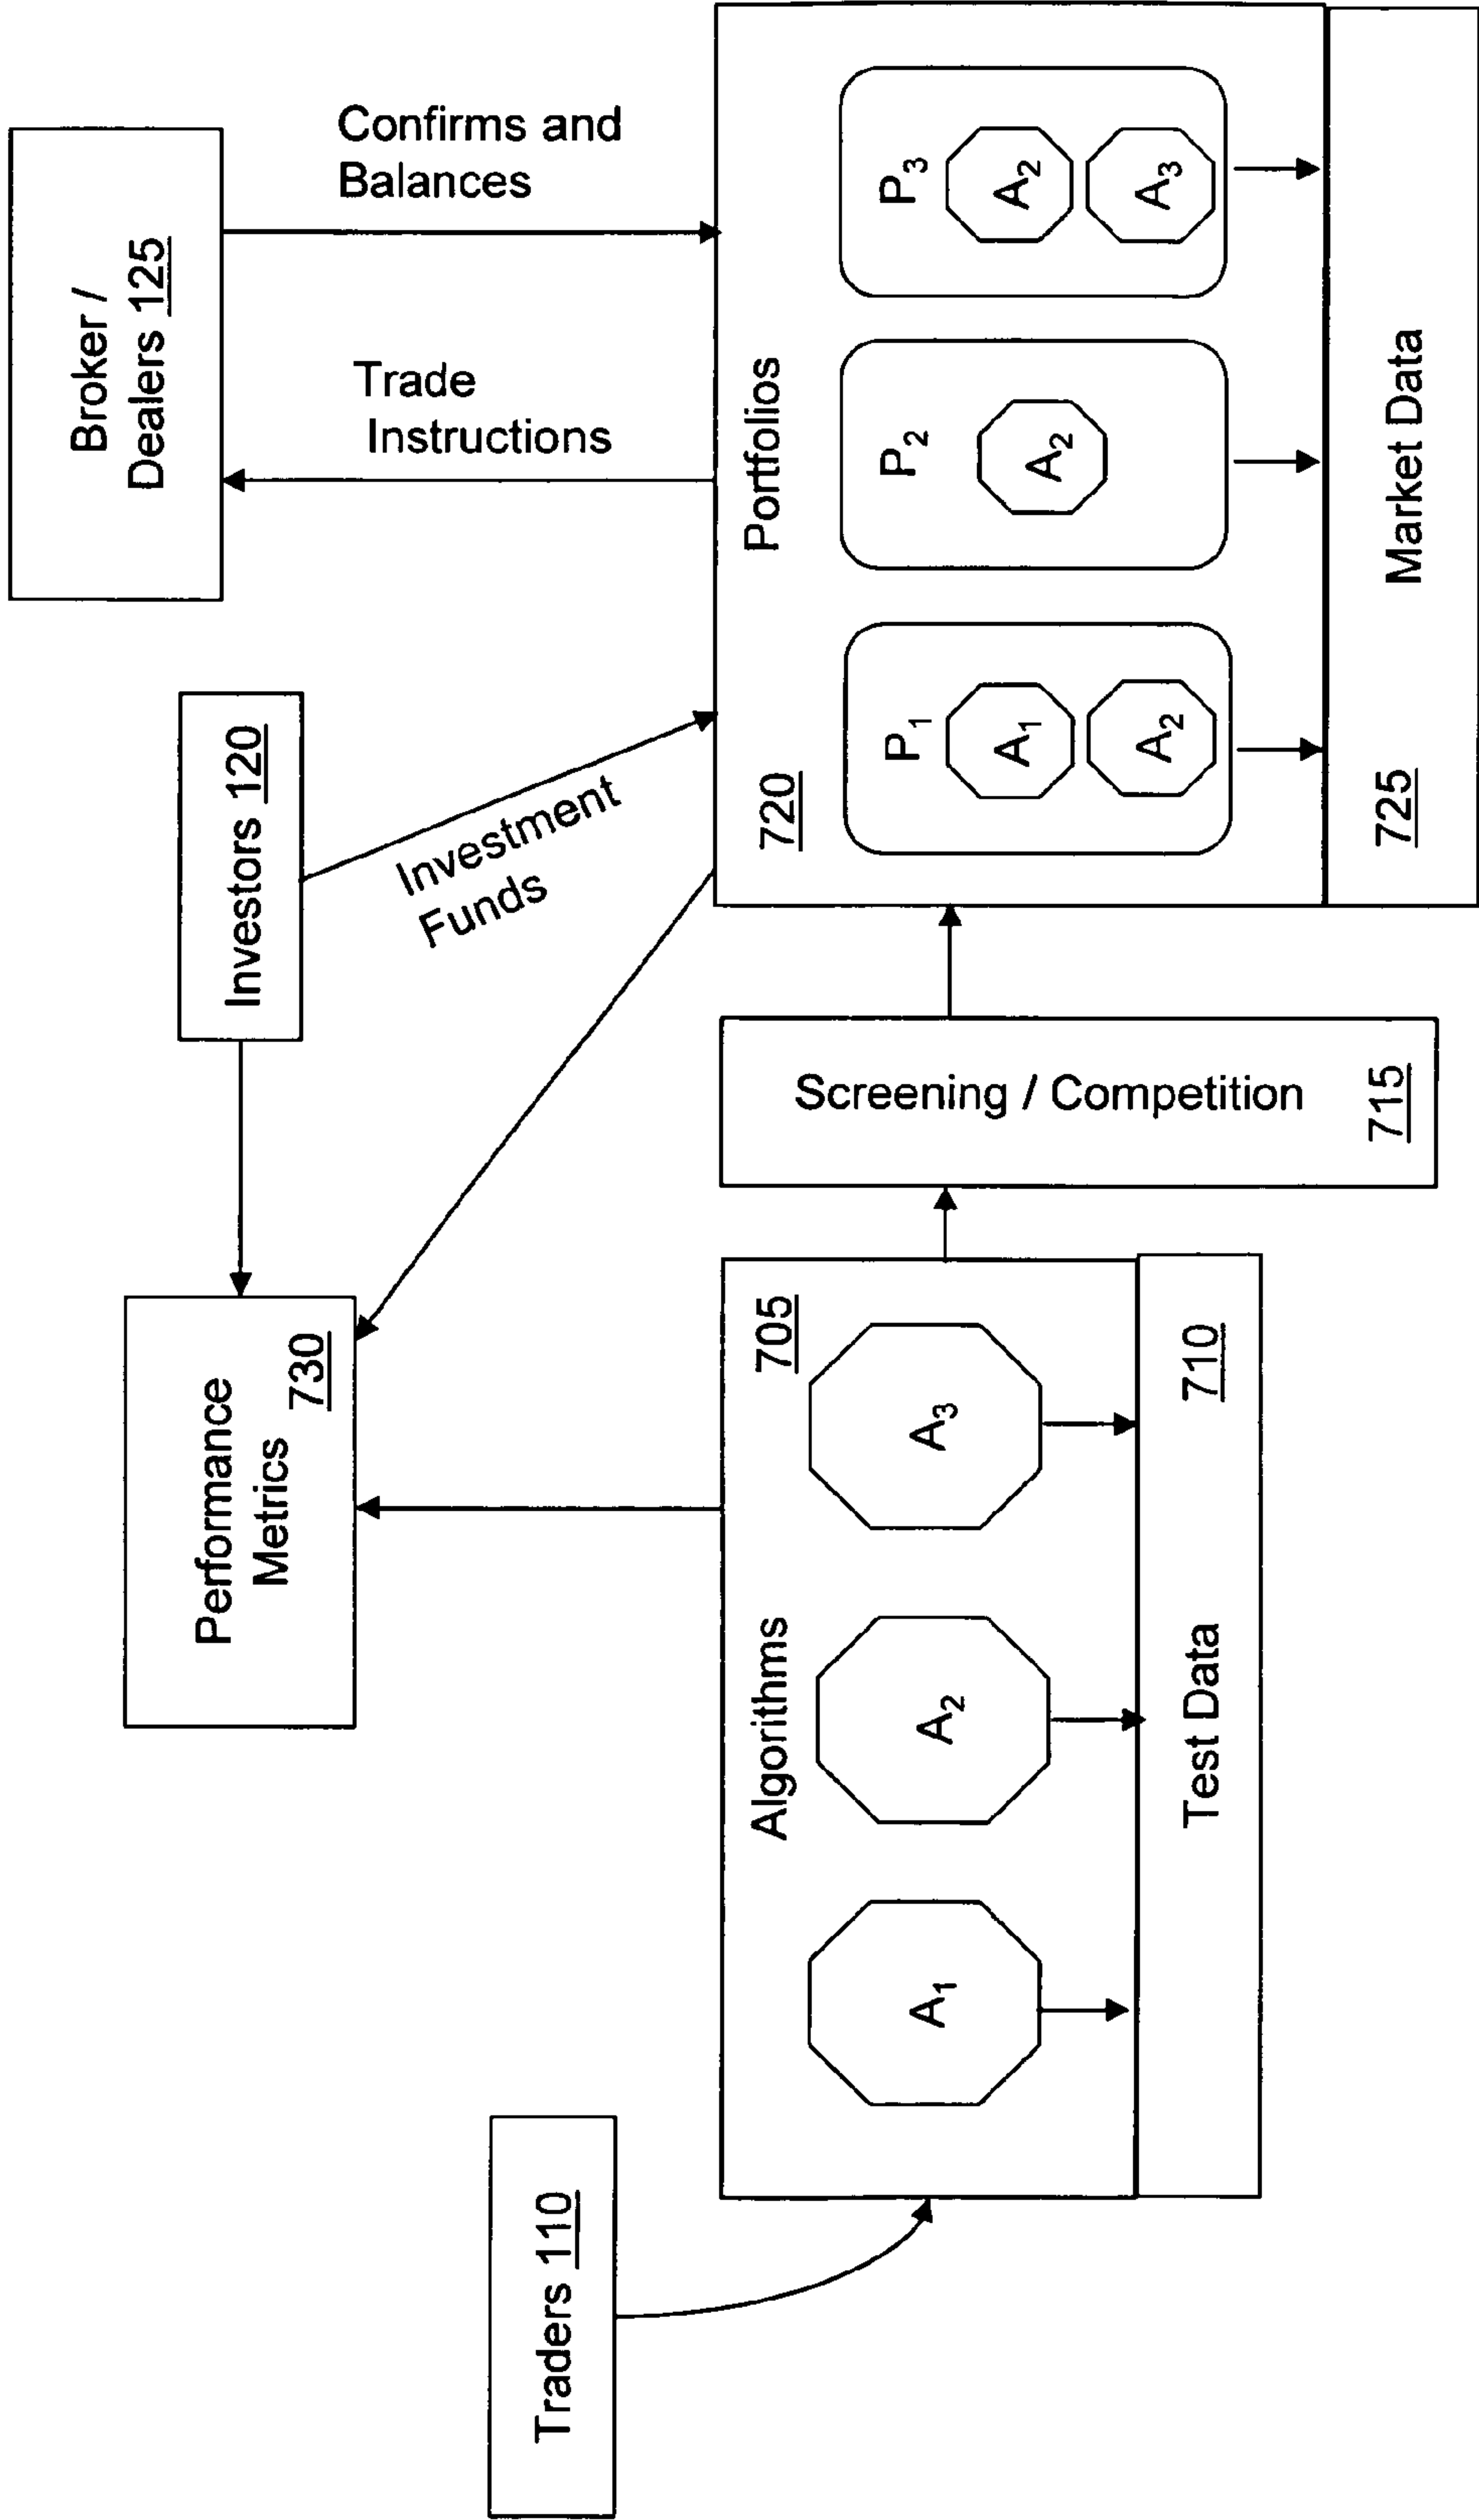 Broker /
Dealers 125
Investors 120
Confirms and
Balances
Trade
Instructions
Investment
Funds
Performance
Metrics
730
Traders 110
Algorithms
705
A1
A2
A3
Test Data
710
Screening / Competition
715
Portfolios
720
P1
A1
A2
P2
A2
P3
A2
A3
Market Data
725